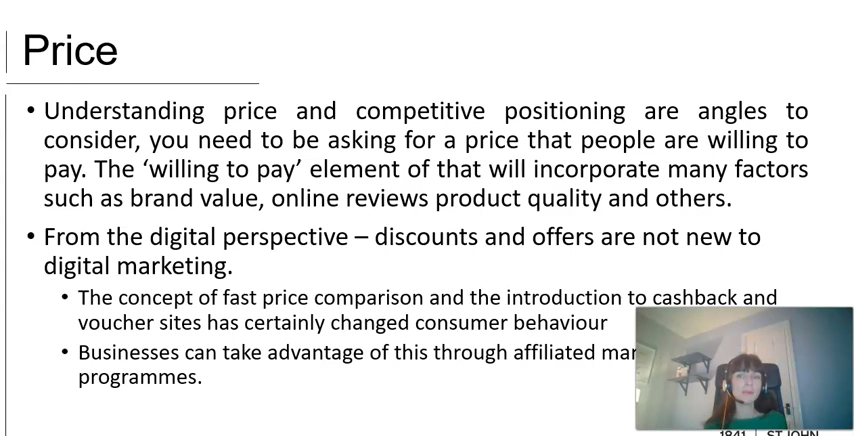 Price
• Understanding price and competitive positioning are angles to
consider, you need to be asking for a price that people are willing to
pay. The ‘willing to pay’ element of that will incorporate many factors
such as brand value, online reviews product quality and others.
• From the digital perspective – discounts and offers are not new to
digital marketing.
• The concept of fast price comparison and the introduction to cashback and
voucher sites has certainly changed consumer behaviour
• Businesses can take advantage of this through affiliated
programmes.
1841 | ST JOHN